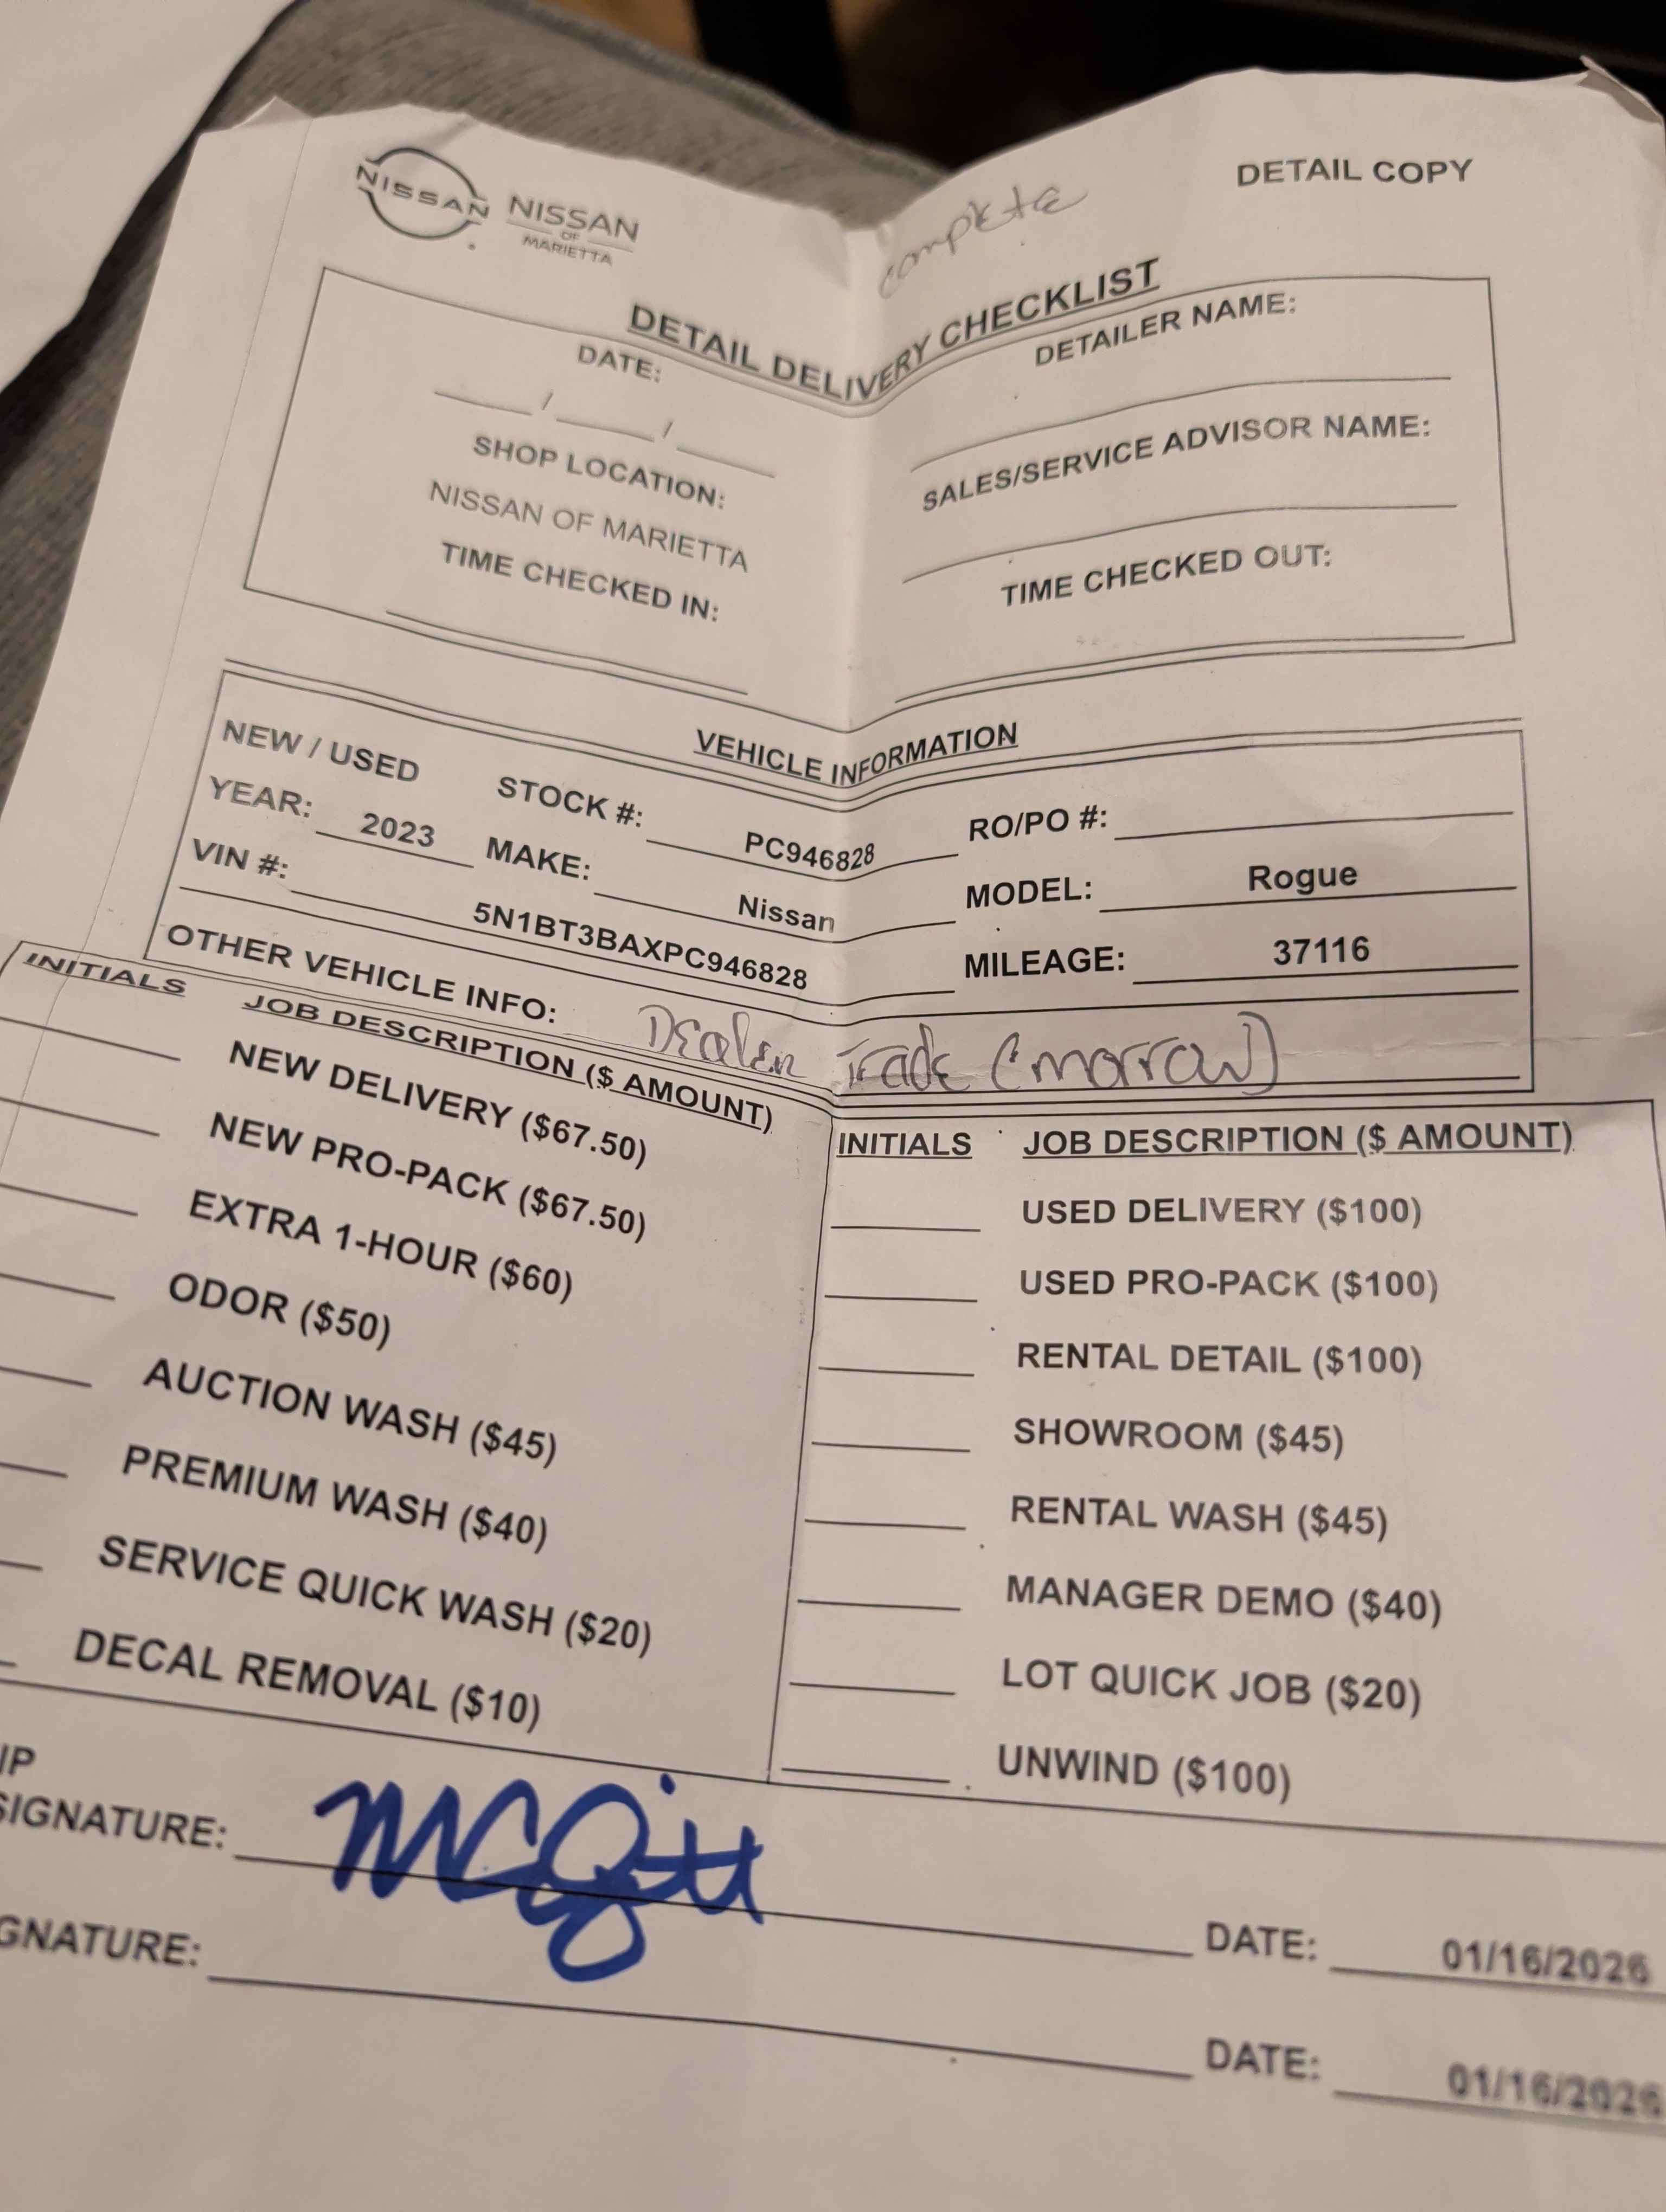 DETAIL COPY
NISSAN
NISSAN
OF
MARIETTA
complete
DETAIL DELIVERY CHECKLIST
DATE:
___/___/___
DETAILER NAME:
SHOP LOCATION:
NISSAN OF MARIETTA
SALES/SERVICE ADVISOR NAME:
TIME CHECKED IN:
TIME CHECKED OUT:
VEHICLE INFORMATION
NEW / USED STOCK #: PC946828 RO/PO #:
YEAR: 2023 MAKE: Nissan MODEL: Rogue
VIN #: 5N1BT3BAXPC946828 MILEAGE: 37116
OTHER VEHICLE INFO: Dealer Trade (morrow)
INITIALS JOB DESCRIPTION ($ AMOUNT)
NEW DELIVERY ($67.50)
NEW PRO-PACK ($67.50)
EXTRA 1-HOUR ($60)
ODOR ($50)
AUCTION WASH ($45)
PREMIUM WASH ($40)
SERVICE QUICK WASH ($20)
DECAL REMOVAL ($10)
INITIALS JOB DESCRIPTION ($ AMOUNT)
USED DELIVERY ($100)
USED PRO-PACK ($100)
RENTAL DETAIL ($100)
SHOWROOM ($45)
RENTAL WASH ($45)
MANAGER DEMO ($40)
LOT QUICK JOB ($20)
UNWIND ($100)
IP
SIGNATURE: DATE: 01/16/2026
GNATURE: DATE: 01/16/2026